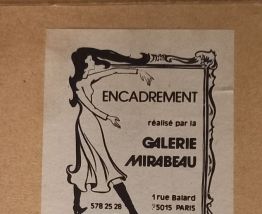 ENCADREMENT
réalisé par la
GALERIE
MIRABEAU
1 rue Balard
578 25 28 75015 PARIS